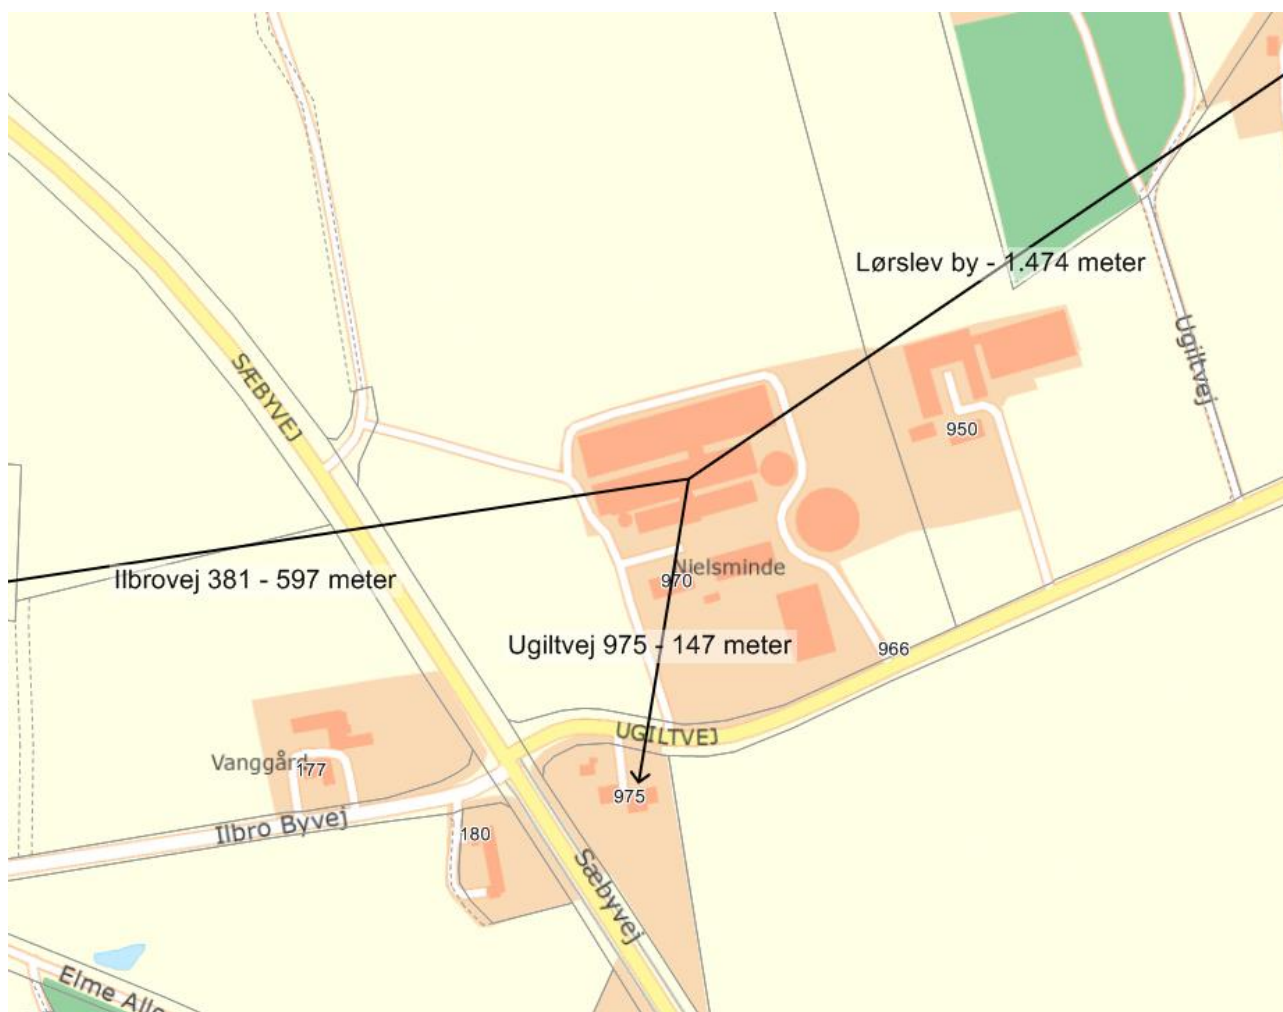 Lørslev by - 1.474 meter
Ugiltvej
SÆBYVEJ
950
Ilbrovej 381 - 597 meter
Nielsminde
970
Ugiltvej 975 - 147 meter
966
UGILTVEJ
Vanggård
177
975
Ilbro Byvej
180
Sæbyvej
Elme Alle